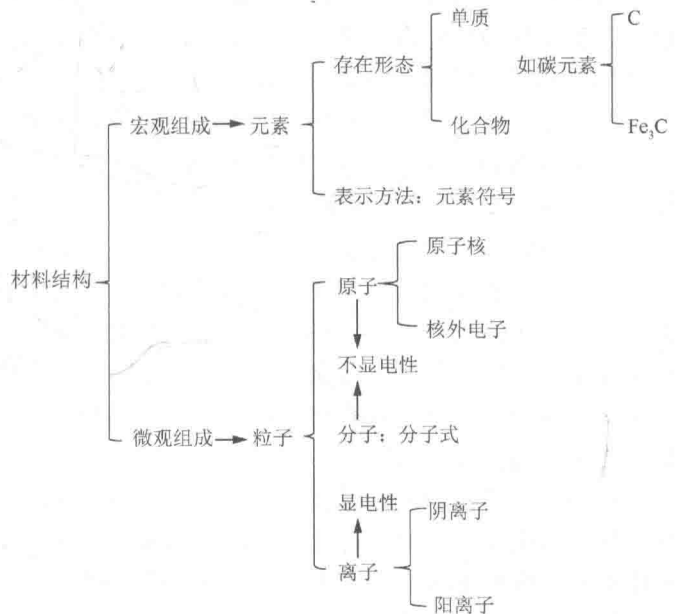 单质
C
存在形态
如碳元素
化合物
Fe₃C
宏观组成
元素
表示方法：元素符号
材料结构
原子核
原子
核外电子
不显电性
微观组成
粒子
分子：分子式
显电性
阴离子
离子
阳离子